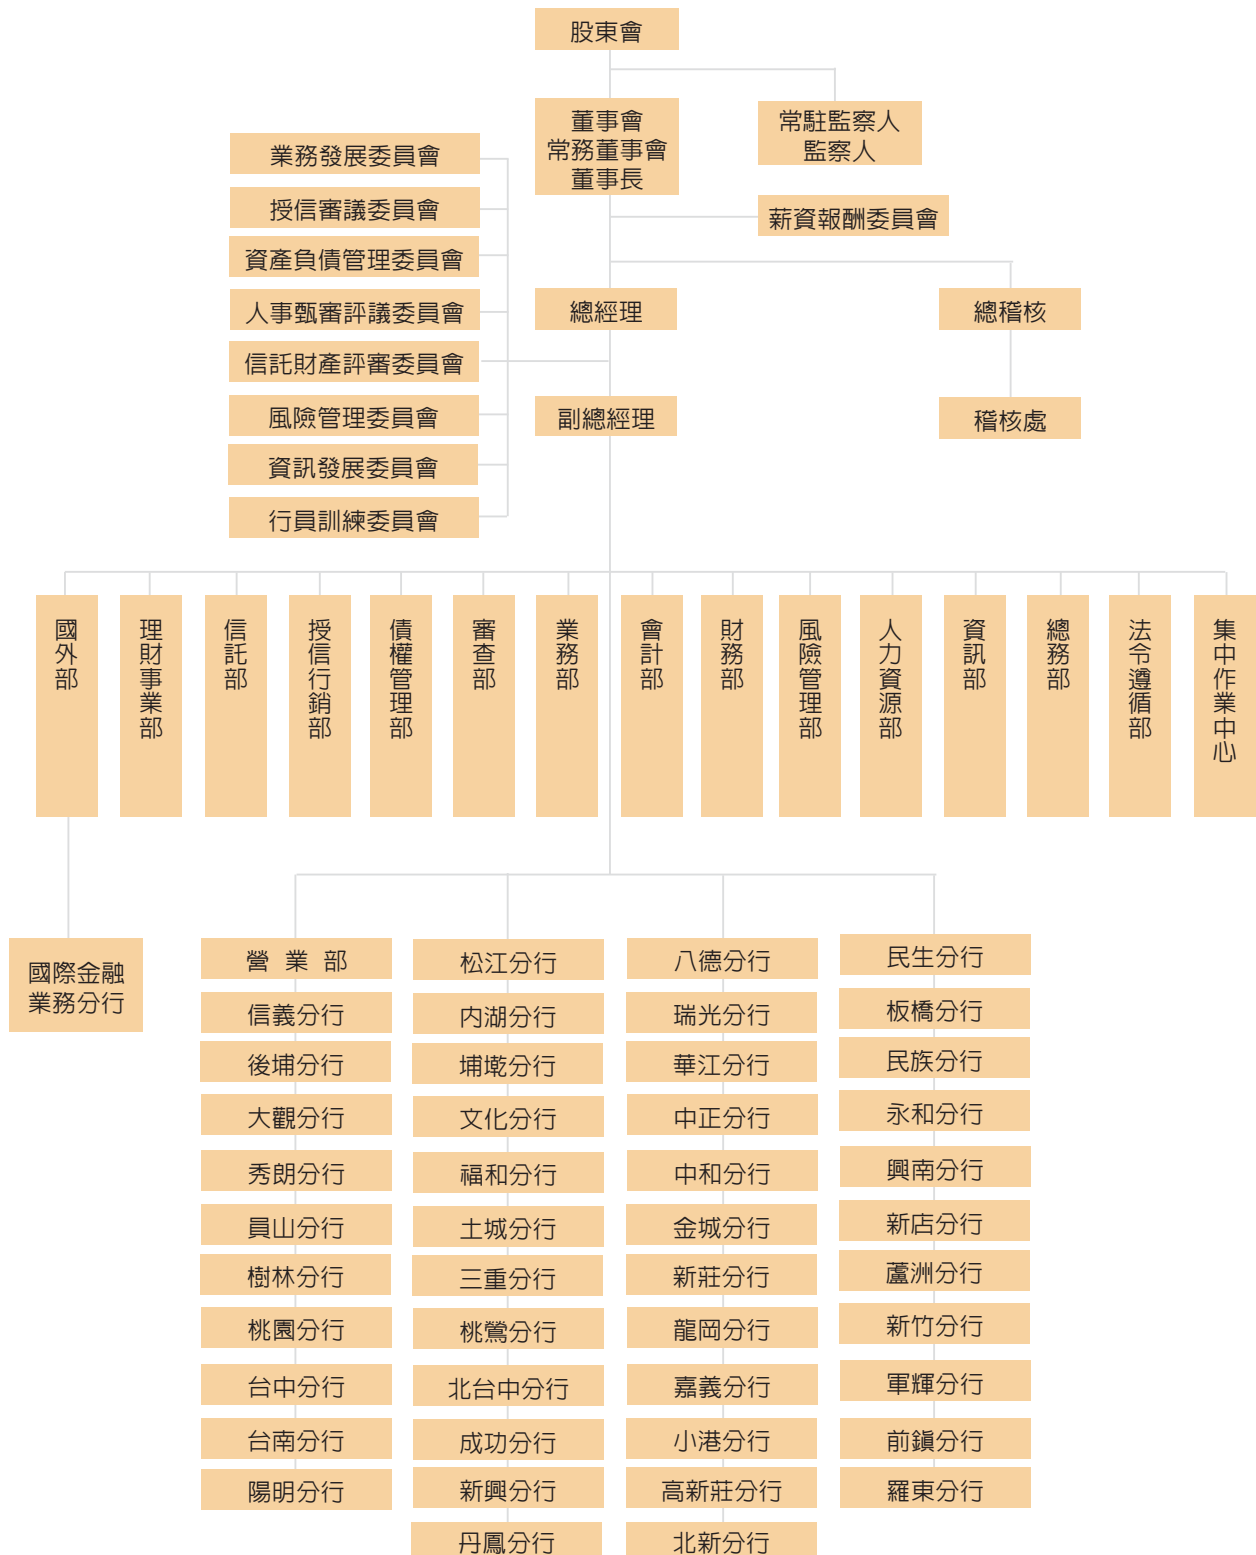 股東會
董事會
常務董事會
董事長
常駐監察人
監察人
薪資報酬委員會
業務發展委員會
授信審議委員會
資產負債管理委員會
人事甄審評議委員會
信託財產評審委員會
風險管理委員會
資訊發展委員會
行員訓練委員會
總經理
總稽核
副總經理
稽核處
國外部
理財事業部
信託部
授信行銷部
債權管理部
審查部
業務部
會計部
財務部
風險管理部
人力資源部
資訊部
總務部
法令遵循部
集中作業中心
國際金融
業務分行
營業部
信義分行
後埔分行
大觀分行
秀朗分行
員山分行
樹林分行
桃園分行
台中分行
台南分行
陽明分行
松江分行
內湖分行
埔墘分行
文化分行
福和分行
土城分行
三重分行
桃鶯分行
北台中分行
成功分行
新興分行
丹鳳分行
八德分行
瑞光分行
華江分行
中正分行
中和分行
金城分行
新莊分行
龍岡分行
嘉義分行
小港分行
高新莊分行
北新分行
民生分行
板橋分行
民族分行
永和分行
興南分行
新店分行
蘆洲分行
新竹分行
軍輝分行
前鎮分行
羅東分行